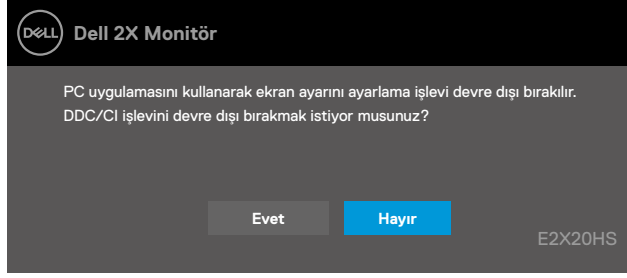 DELL Dell 2X Monitör
PC uygulamasını kullanarak ekran ayarını ayarlama işlevi devre dışı bırakılır.
DDC/CI işlevini devre dışı bırakmak istiyor musunuz?
Evet Hayır
E2X20HS